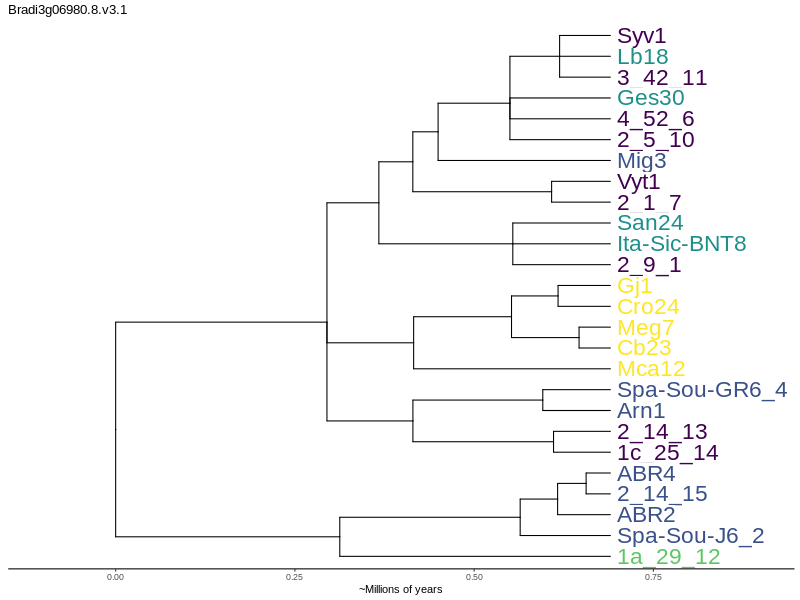 Bradi3g06980.8.v3.1
Syv1
Lb18
3_42_11
Ges30
4_52_6
2_5_10
Mig3
Vyt1
2_1_7
San24
Ita-Sic-BNT8
2_9_1
Gj1
Cro24
Meg7
Cb23
Mca12
Spa-Sou-GR6_4
Arn1
2_14_13
1c_25_14
ABR4
2_14_15
ABR2
Spa-Sou-J6_2
1a_29_12
0.00 0.25 0.50 0.75
~Millions of years